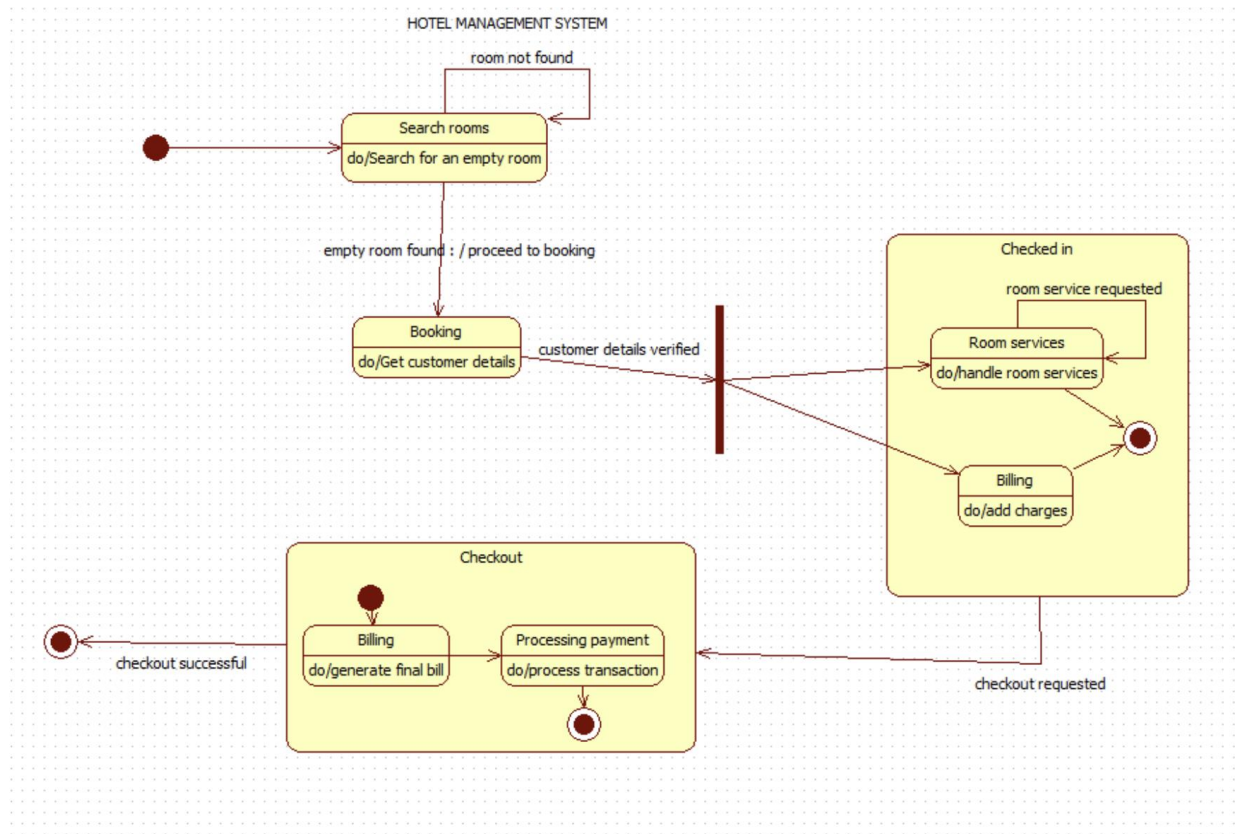 HOTEL MANAGEMENT SYSTEM
room not found
Search rooms
do/Search for an empty room
empty room found : / proceed to booking
Checked in
room service requested
Booking
do/Get customer details
customer details verified
Room services
do/handle room services
Billing
do/add charges
Checkout
Billing
do/generate final bill
Processing payment
do/process transaction
checkout successful
checkout requested